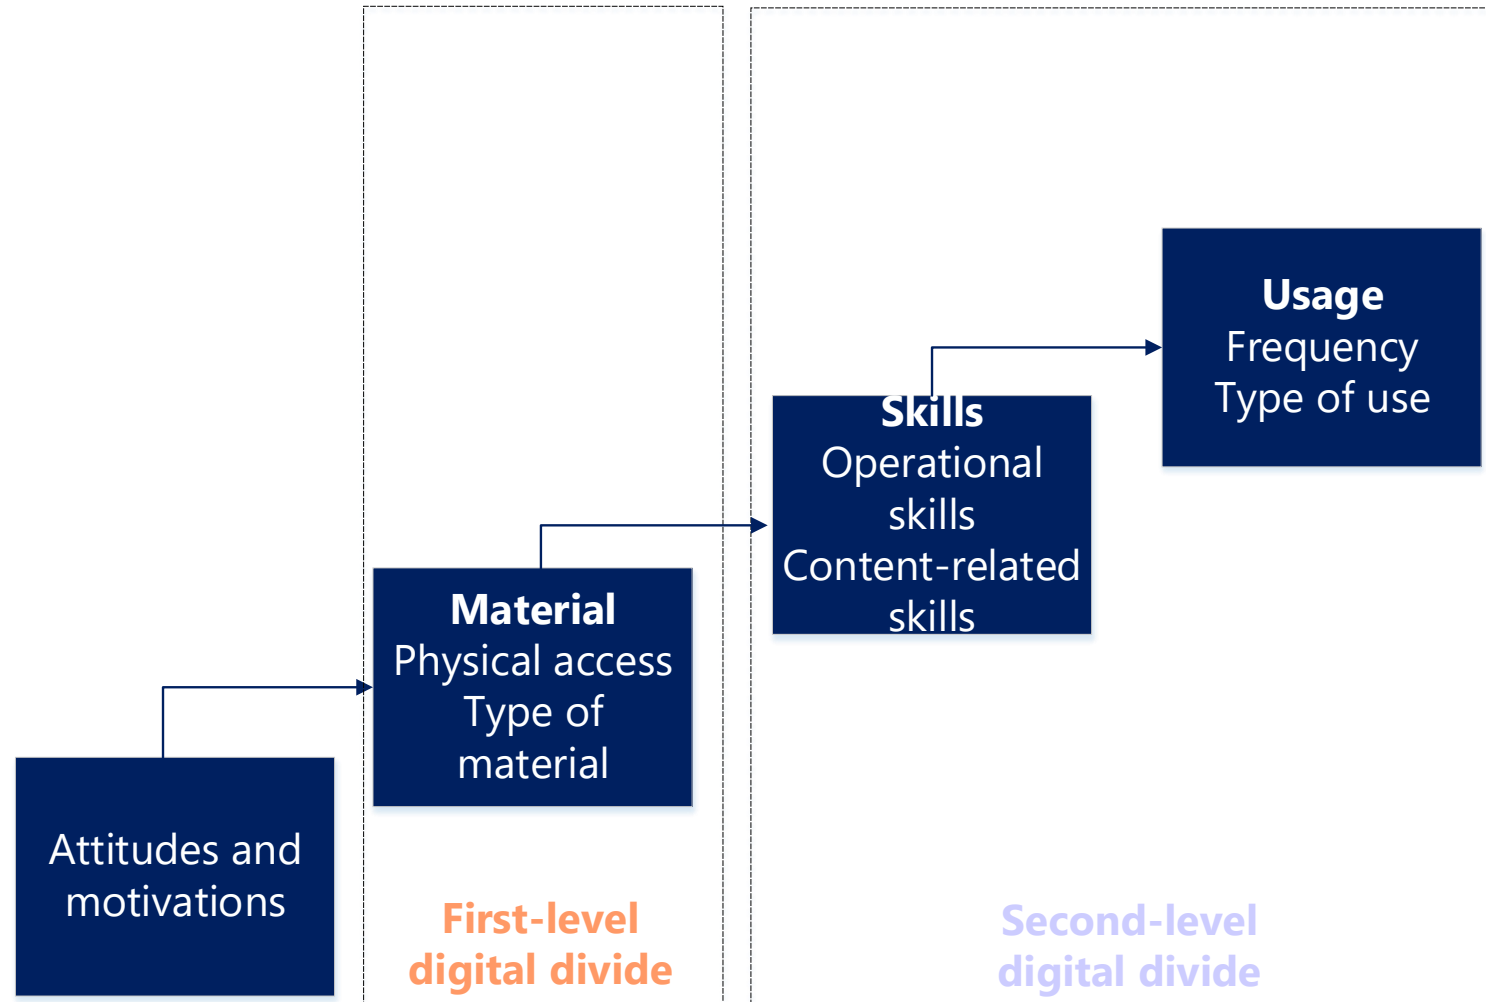 Usage
Frequency
Type of use
Skills
Operational
skills
Content-related
skills
Material
Physical access
Type of
material
Attitudes and
motivations
First-level
digital divide
Second-level
digital divide